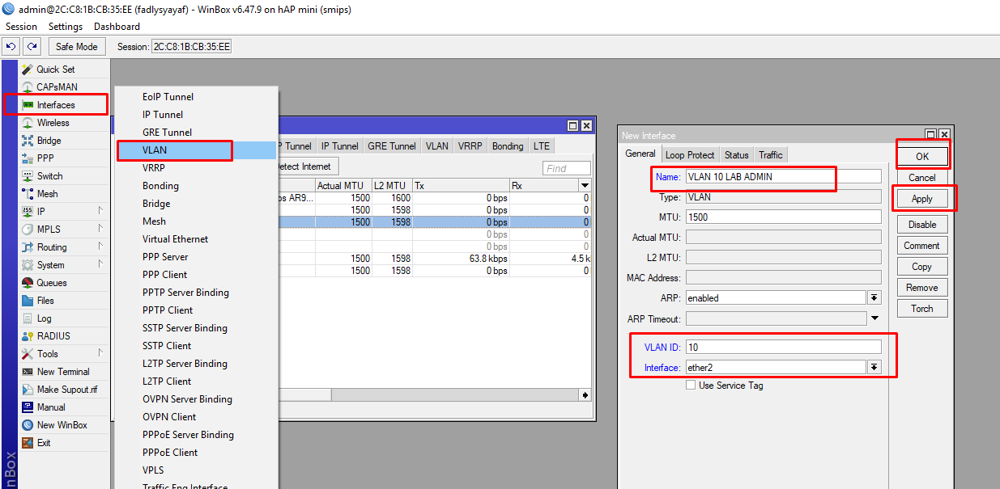 admin@2C:C8:1B:CB:35:EE (fadlysyayaf) - WinBox v6.47.9 on hAP mini (smips)
Session Settings Dashboard
Safe Mode Session: 2C:C8:1B:CB:35:EE
Quick Set
CAPsMAN
Interfaces
Wireless
Bridge
PPP
Switch
Mesh
IP
MPLS
Routing
System
Queues
Files
Log
RADIUS
Tools
New Terminal
Make Supout.rif
Manual
New WinBox
Exit
nBox
EoIP Tunnel
IP Tunnel
GRE Tunnel
VLAN
VRRP
Bonding
Bridge
Mesh
Virtual Ethernet
PPP Server
PPP Client
PPTP Server Binding
PPTP Client
SSTP Server Binding
SSTP Client
L2TP Server Binding
L2TP Client
OVPN Server Binding
OVPN Client
PPPoE Server Binding
PPPoE Client
VPLS
Traffic Eng Interface
P Tunnel IP Tunnel GRE Tunnel VLAN VRRP Bonding LTE
etect Internet Find
Actual MTU L2 MTU Tx Rx
os AR9... 1500 1600 0 bps 0
1500 1598 0 bps 0
1500 1598 0 bps 0
0 bps 0
0 bps 0
1500 1598 63.8 kbps 4.5 k
1500 1598 0 bps 0
New Interface
General Loop Protect Status Traffic
Name: VLAN 10 LAB ADMIN
Type: VLAN
MTU: 1500
Actual MTU:
L2 MTU:
MAC Address:
ARP: enabled
ARP Timeout:
VLAN ID: 10
Interface: ether2
Use Service Tag
OK
Cancel
Apply
Disable
Comment
Copy
Remove
Torch